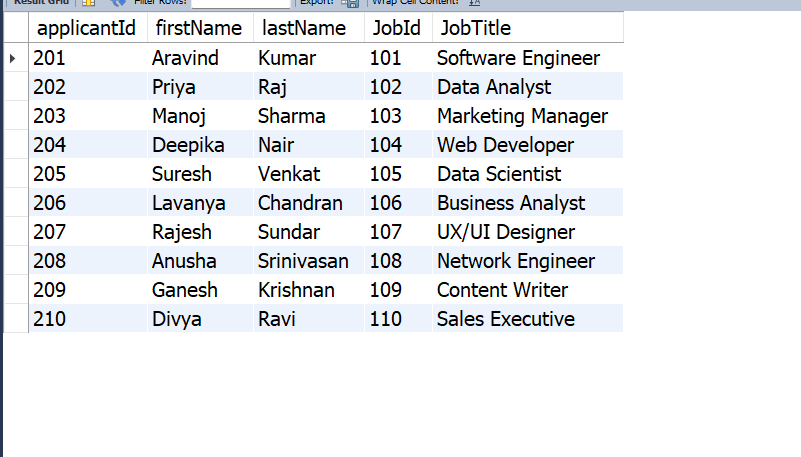 Result Grid Filter Rows: Export: Wrap Cell Content:
applicantId firstName lastName JobId JobTitle
201 Aravind Kumar 101 Software Engineer
202 Priya Raj 102 Data Analyst
203 Manoj Sharma 103 Marketing Manager
204 Deepika Nair 104 Web Developer
205 Suresh Venkat 105 Data Scientist
206 Lavanya Chandran 106 Business Analyst
207 Rajesh Sundar 107 UX/UI Designer
208 Anusha Srinivasan 108 Network Engineer
209 Ganesh Krishnan 109 Content Writer
210 Divya Ravi 110 Sales Executive